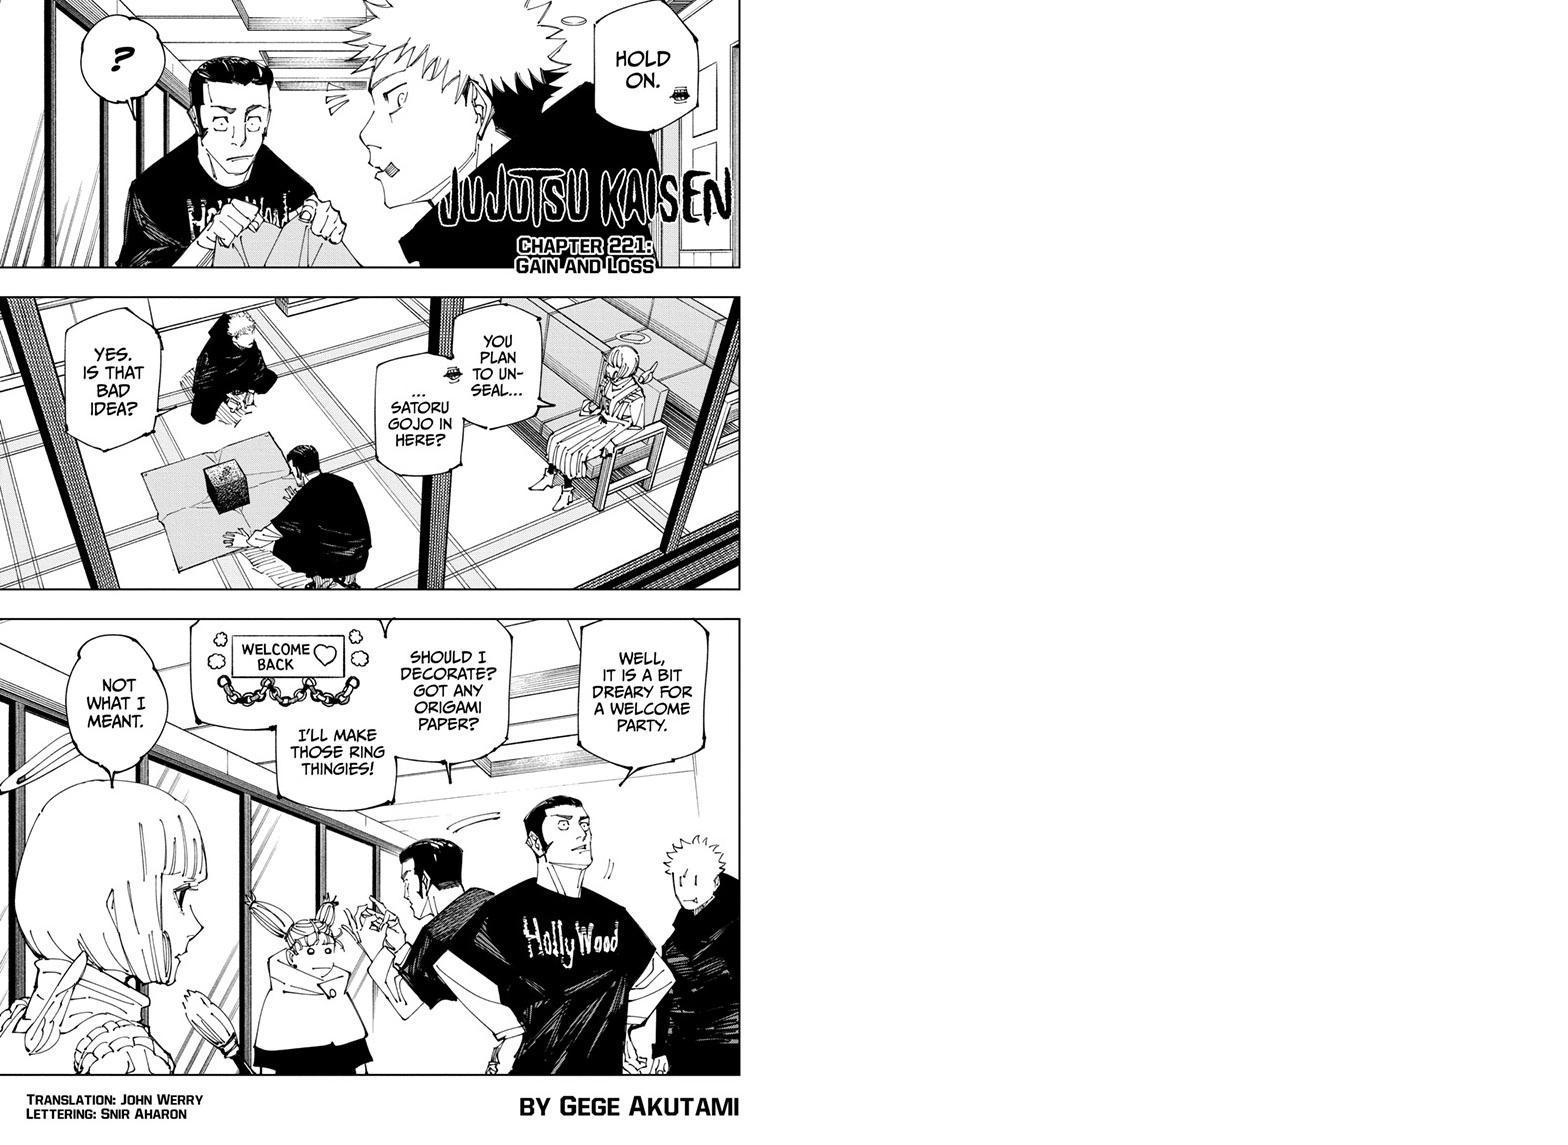 HOLD
ON.
?
Hollywood
JUJUTSU KAISEN
CHAPTER 221:
GAIN AND LOSS
YOU
PLAN
TO UN-
SEAL...
...
SATORU
GOJO IN
HERE?
YES.
IS THAT
BAD
IDEA?
WELL,
IT IS A BIT
DREARY FOR
A WELCOME
PARTY.
SHOULD I
DECORATE?
GOT ANY
ORIGAMI
PAPER?
WELCOME
BACK
I'LL MAKE
THOSE RING
THINGIES!
NOT
WHAT I
MEANT.
HollyWood
TRANSLATION: JOHN WERRY
LETTERING: SNIR AHARON
BY GEGE AKUTAMI